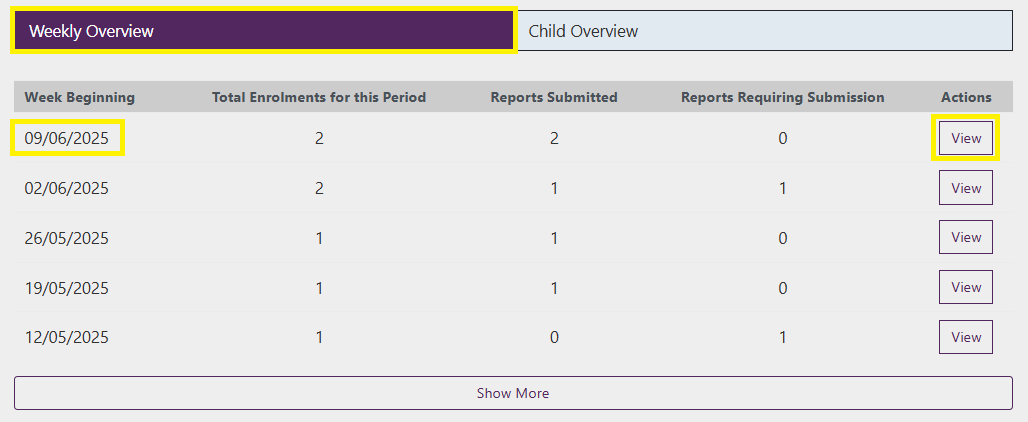 Weekly Overview Child Overview
Week Beginning Total Enrolments for this Period Reports Submitted Reports Requiring Submission Actions
09/06/2025 2 2 0 View
02/06/2025 2 1 1 View
26/05/2025 1 1 0 View
19/05/2025 1 1 0 View
12/05/2025 1 0 1 View
Show More